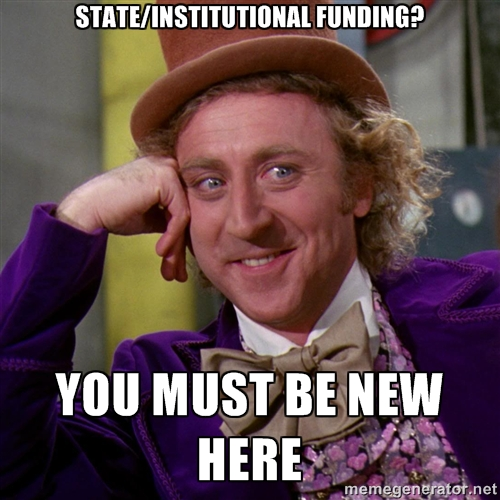 STATE/INSTITUTIONAL FUNDING?
YOU MUST BE NEW
HERE
memegenerator.net